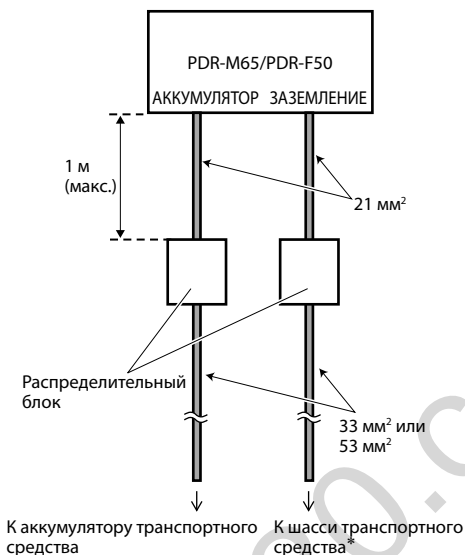 PDR-M65/PDR-F50
АККУМУЛЯТОР ЗАЗЕМЛЕНИЕ
1 м
(макс.)
21 мм²
Распределительный
блок
33 мм² или
53 мм²
К аккумулятору транспортного
средства
К шасси транспортного
средства*